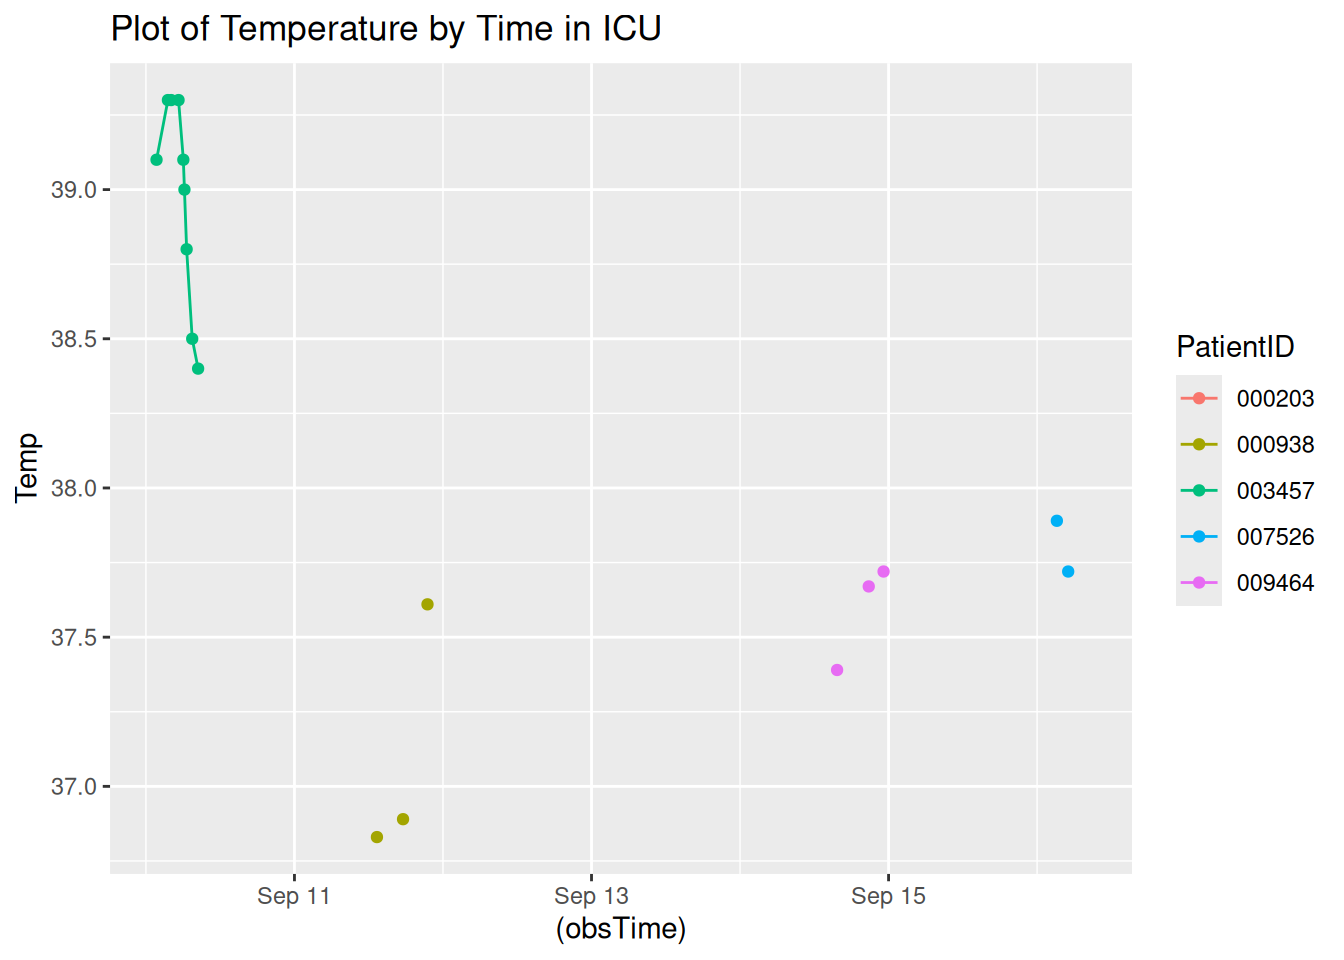 Plot of Temperature by Time in ICU
39.0
38.5
38.0
37.5
37.0
Temp
Sep 11
Sep 13
Sep 15
(obsTime)
PatientID
000203
000938
003457
007526
009464